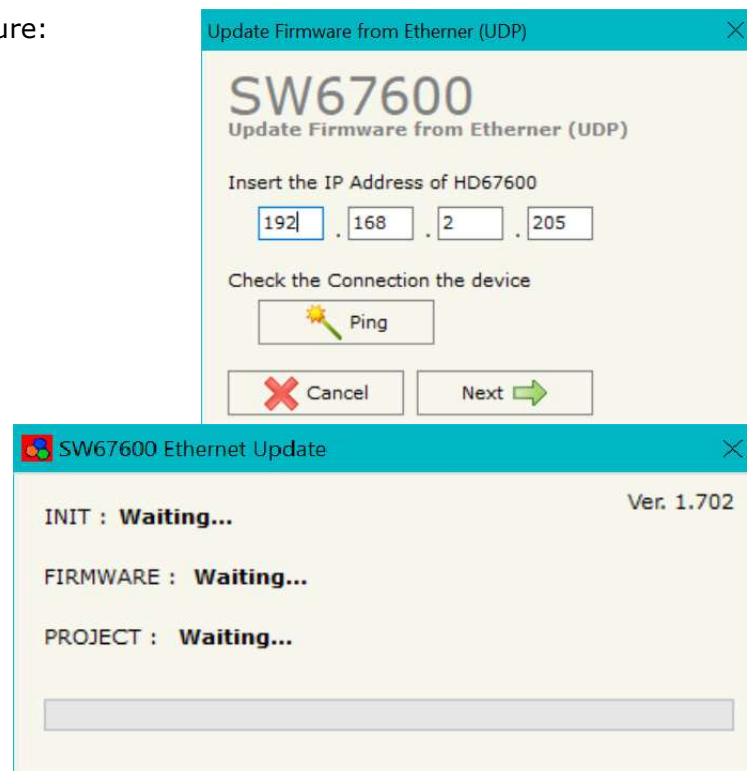 ure:
Update Firmware from Etherner (UDP)
SW67600
Update Firmware from Etherner (UDP)
Insert the IP Address of HD67600
192 . 168 . 2 . 205
Check the Connection the device
Ping
Cancel Next
SW67600 Ethernet Update
Ver. 1.702
INIT : Waiting...
FIRMWARE : Waiting...
PROJECT : Waiting...